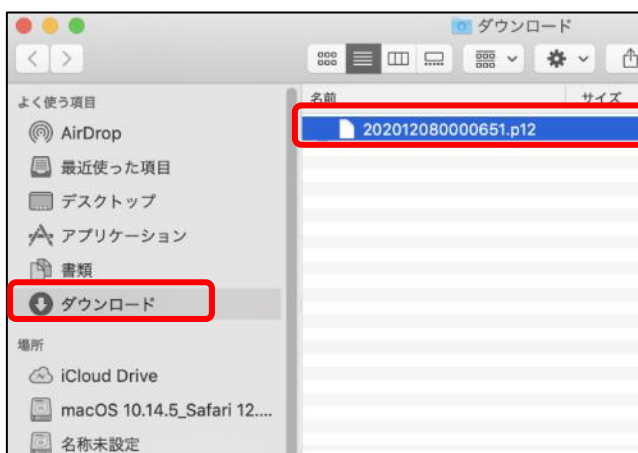 ダウンロード
よく使う項目
AirDrop
最近使った項目
デスクトップ
アプリケーション
書類
ダウンロード
場所
iCloud Drive
macOS 10.14.5_Safari 12....
名称未設定
名前 サイズ
202012080000651.p12